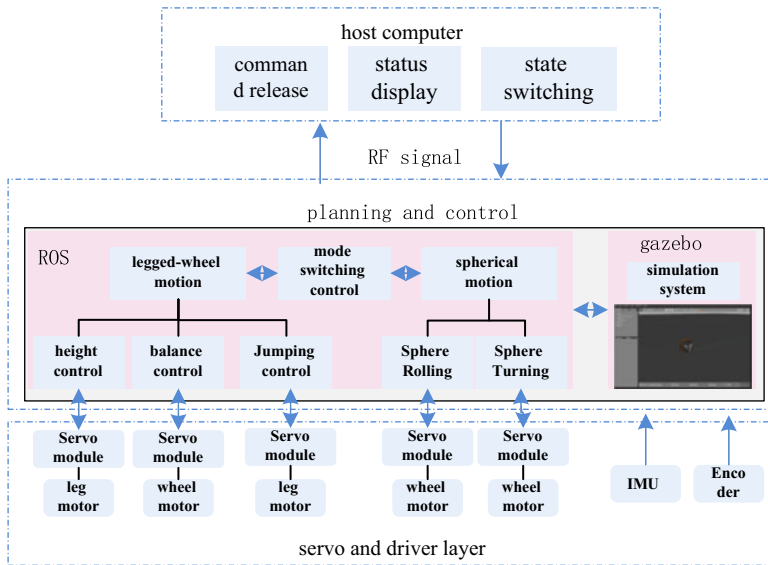 host computer
comman
d release
status
display
state
switching
RF signal
planning and control
ROS
legged-wheel
motion
mode
switching
control
spherical
motion
gazebo
simulation
system
height
control
balance
control
Jumping
control
Sphere
Rolling
Sphere
Turning
Servo
module
Servo
module
Servo
module
Servo
module
Servo
module
leg
motor
wheel
motor
leg
motor
wheel
motor
wheel
motor
IMU
Enco
der
servo and driver layer